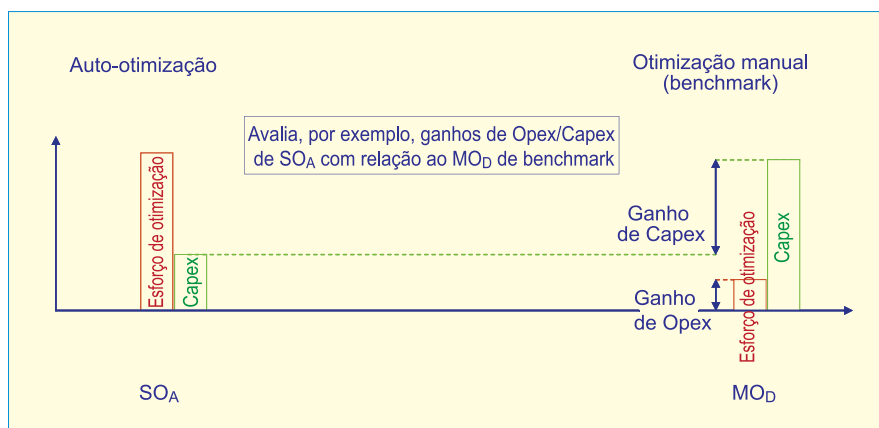 Auto-otimização
Otimização manual
(benchmark)
Avalia, por exemplo, ganhos de Opex/Capex
de SOA com relação ao MOD de benchmark
Esforço de otimização
Capex
Ganho
de Capex
Ganho
de Opex
Esforço de otimização
Capex
SOA
MOD